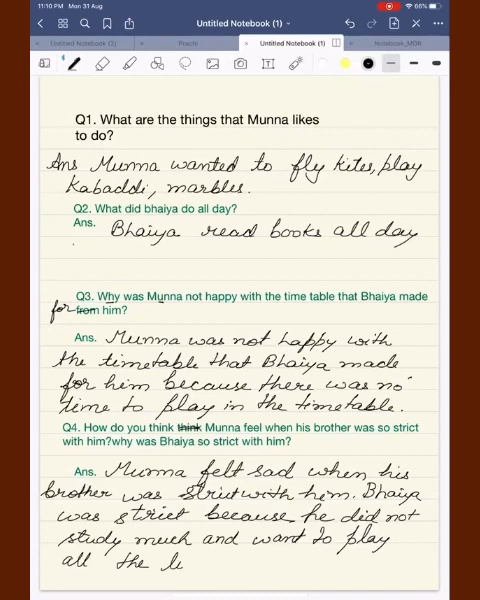 11:10 PM Mon 31 Aug
66%
Untitled Notebook (1)
Untitled Notebook (2)
Prachi
Untitled Notebook (1)
Notebook_MGR
Q1. What are the things that Munna likes
to do?
Ans Munna wanted to fly kites, play
Kabaddi, marbles.
Q2. What did bhaiya do all day?
Ans. Bhaiya read books all day
Q3. Why was Munna not happy with the time table that Bhaiya made
for from him?
Ans. Munna was not happy with
the timetable that Bhaiya made
for him because there was no
time to play in the timetable.
Q4. How do you think think Munna feel when his brother was so strict
with him?why was Bhaiya so strict with him?
Ans. Munna felt sad when his
brother was strict with him. Bhaiya
was strict because he did not
study much and want to play
all the